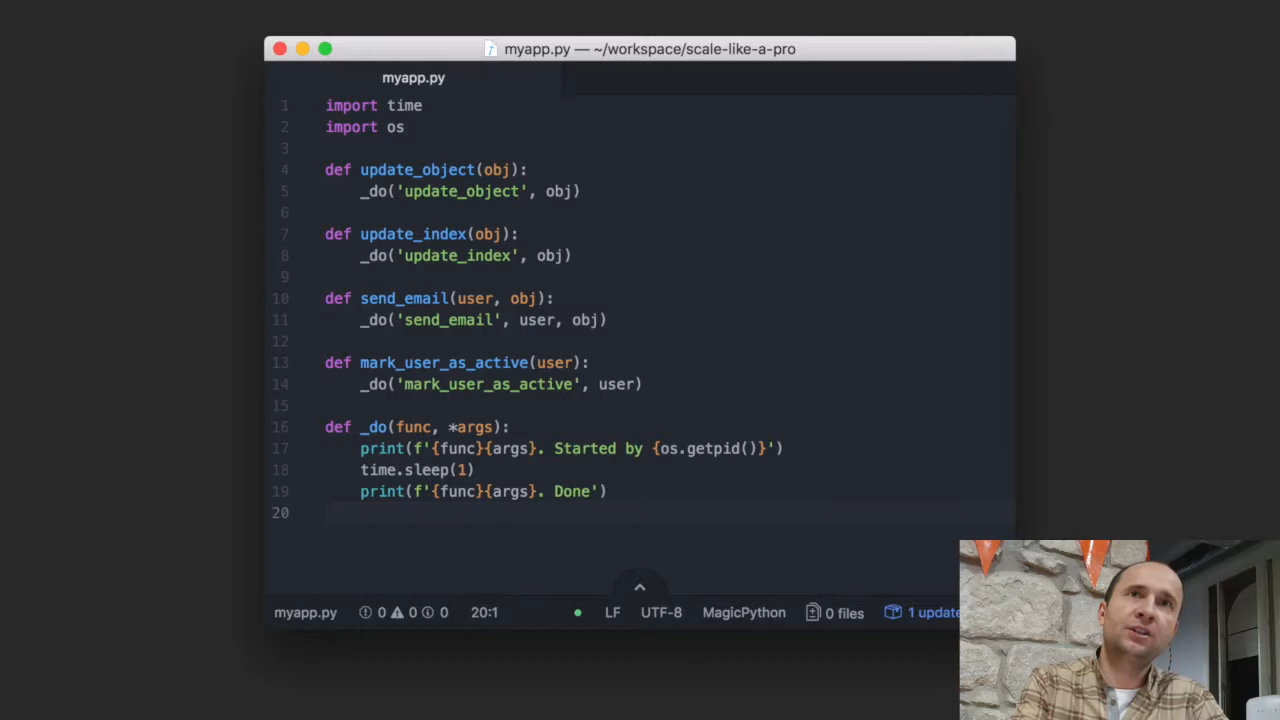 myapp.py — ~/workspace/scale-like-a-pro
myapp.py
1 import time
2 import os
3
4 def update_object(obj):
5     _do('update_object', obj)
6
7 def update_index(obj):
8     _do('update_index', obj)
9
10 def send_email(user, obj):
11     _do('send_email', user, obj)
12
13 def mark_user_as_active(user):
14     _do('mark_user_as_active', user)
15
16 def _do(func, *args):
17     print(f'{func}{args}. Started by {os.getpid()}')
18     time.sleep(1)
19     print(f'{func}{args}. Done')
20
myapp.py 0 0 0 20:1 LF UTF-8 MagicPython 0 files 1 update